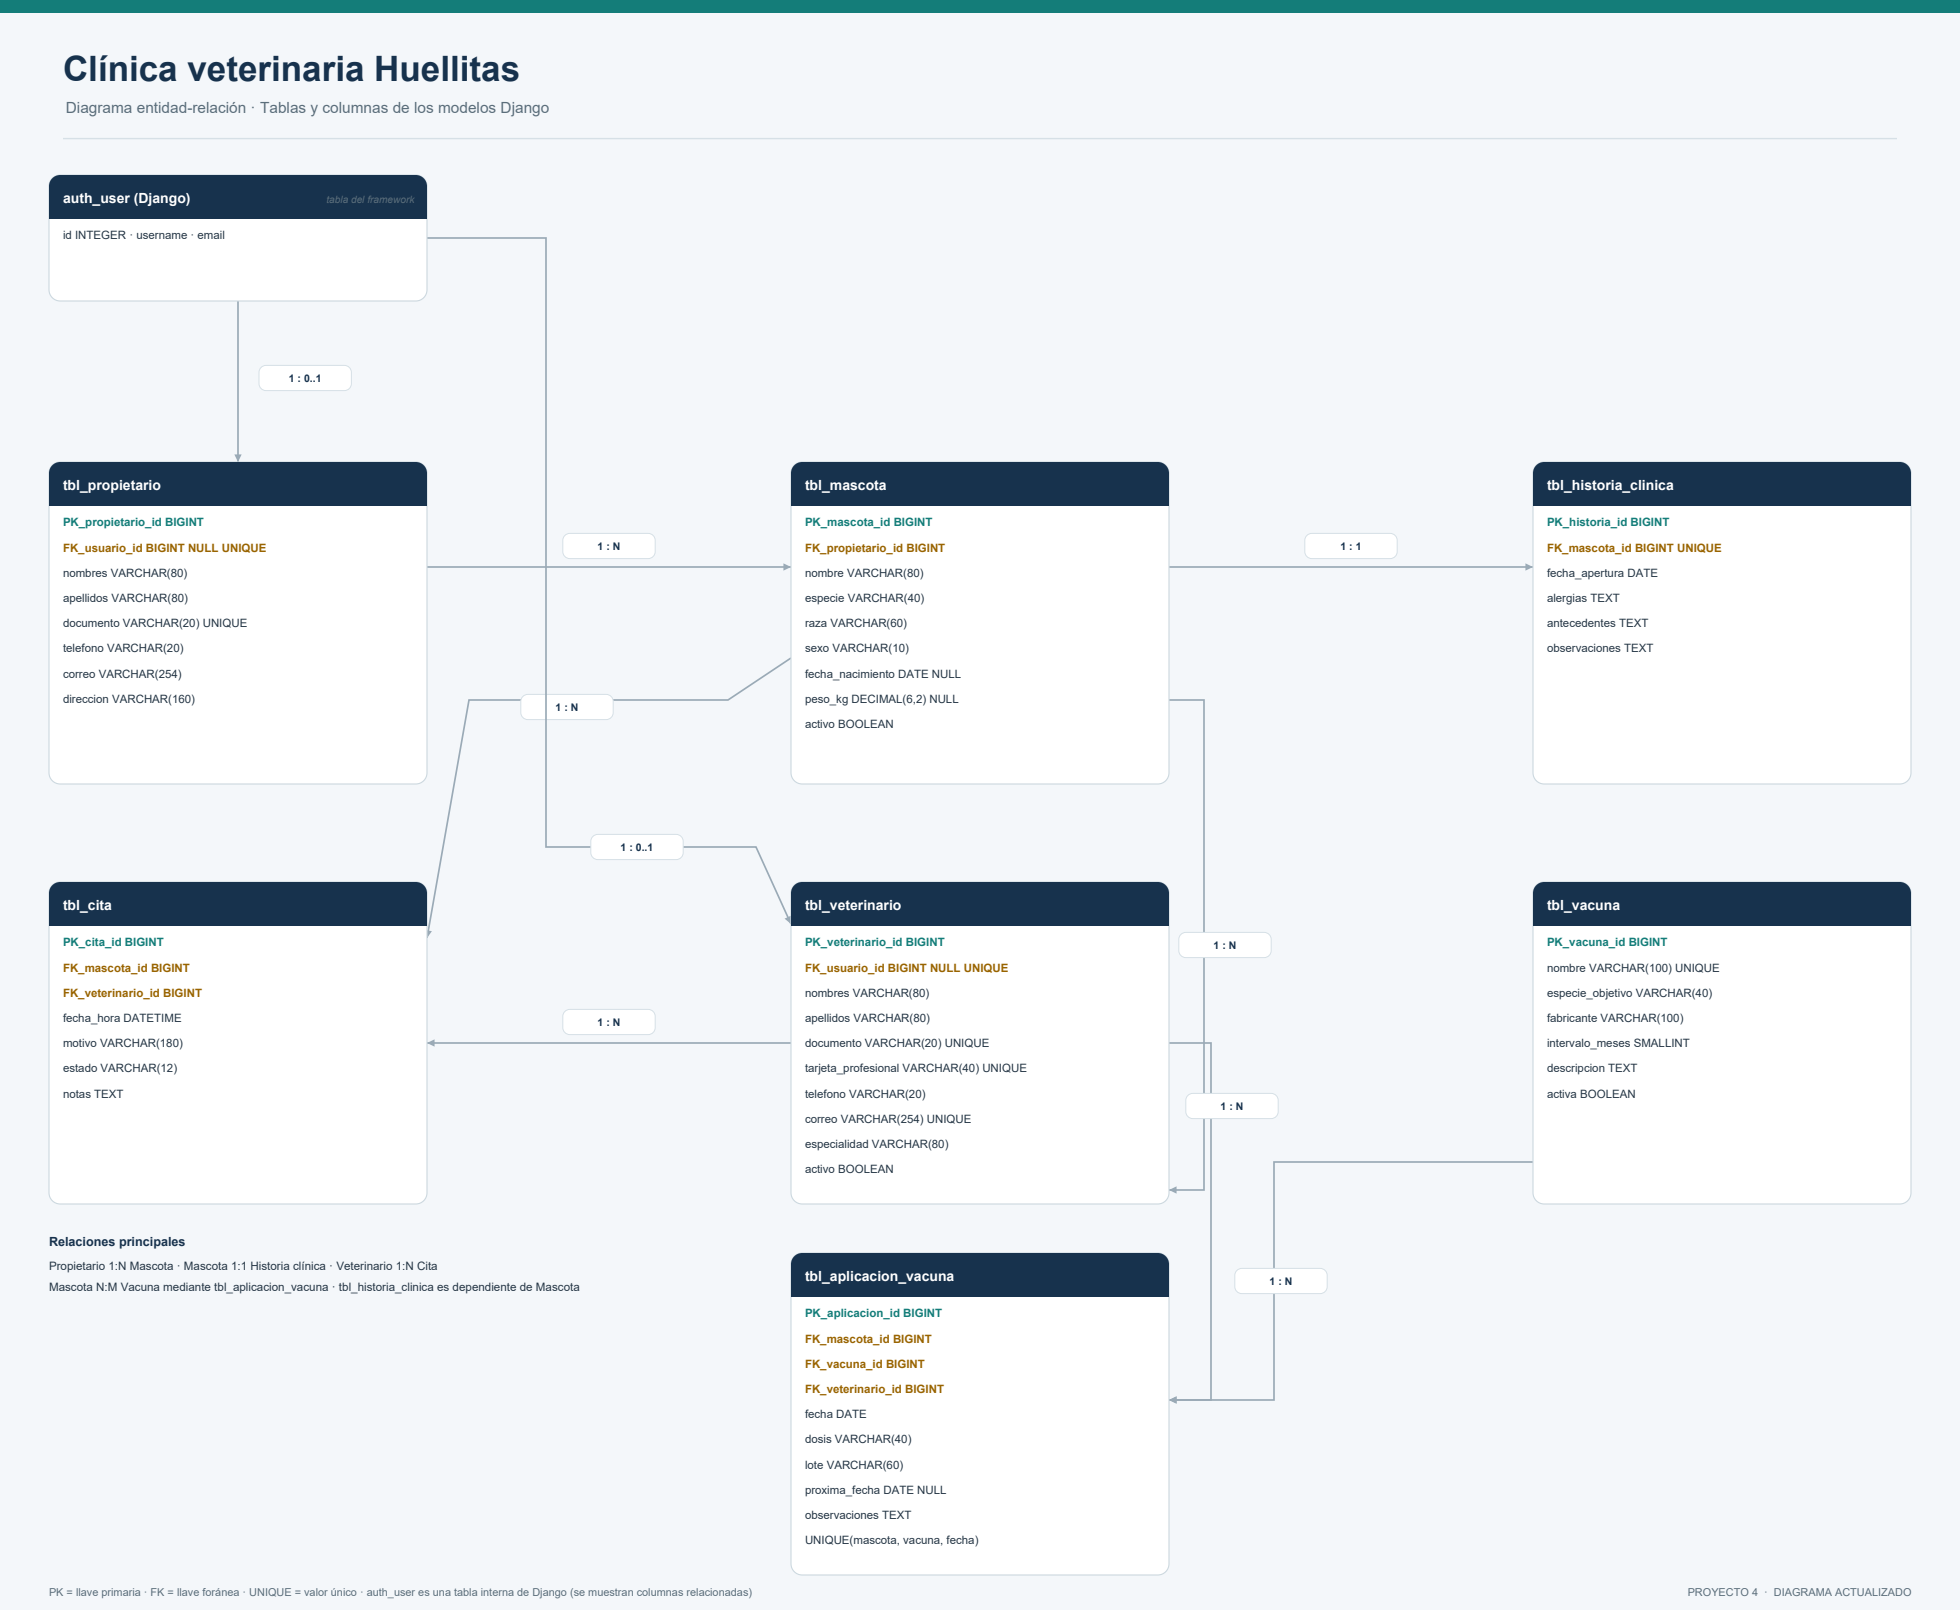 Clínica veterinaria Huellitas
Diagrama entidad-relación · Tablas y columnas de los modelos Django
auth_user (Django)
tabla del framework
id INTEGER · username · email
1 : 0..1
tbl_propietario
PK_propietario_id BIGINT
FK_usuario_id BIGINT NULL UNIQUE
nombres VARCHAR(80)
apellidos VARCHAR(80)
documento VARCHAR(20) UNIQUE
telefono VARCHAR(20)
correo VARCHAR(254)
direccion VARCHAR(160)
1 : N
tbl_mascota
PK_mascota_id BIGINT
FK_propietario_id BIGINT
nombre VARCHAR(80)
especie VARCHAR(40)
raza VARCHAR(60)
sexo VARCHAR(10)
fecha_nacimiento DATE NULL
peso_kg DECIMAL(6,2) NULL
activo BOOLEAN
1 : 1
tbl_historia_clinica
PK_historia_id BIGINT
FK_mascota_id BIGINT UNIQUE
fecha_apertura DATE
alergias TEXT
antecedentes TEXT
observaciones TEXT
1 : N
1 : 0..1
tbl_cita
PK_cita_id BIGINT
FK_mascota_id BIGINT
FK_veterinario_id BIGINT
fecha_hora DATETIME
motivo VARCHAR(180)
estado VARCHAR(12)
notas TEXT
1 : N
tbl_veterinario
PK_veterinario_id BIGINT
FK_usuario_id BIGINT NULL UNIQUE
nombres VARCHAR(80)
apellidos VARCHAR(80)
documento VARCHAR(20) UNIQUE
tarjeta_profesional VARCHAR(40) UNIQUE
telefono VARCHAR(20)
correo VARCHAR(254) UNIQUE
especialidad VARCHAR(80)
activo BOOLEAN
1 : N
1 : N
tbl_vacuna
PK_vacuna_id BIGINT
nombre VARCHAR(100) UNIQUE
especie_objetivo VARCHAR(40)
fabricante VARCHAR(100)
intervalo_meses SMALLINT
descripcion TEXT
activa BOOLEAN
Relaciones principales
Propietario 1:N Mascota · Mascota 1:1 Historia clínica · Veterinario 1:N Cita
Mascota N:M Vacuna mediante tbl_aplicacion_vacuna · tbl_historia_clinica es dependiente de Mascota
1 : N
tbl_aplicacion_vacuna
PK_aplicacion_id BIGINT
FK_mascota_id BIGINT
FK_vacuna_id BIGINT
FK_veterinario_id BIGINT
fecha DATE
dosis VARCHAR(40)
lote VARCHAR(60)
proxima_fecha DATE NULL
observaciones TEXT
UNIQUE(mascota, vacuna, fecha)
PK = llave primaria · FK = llave foránea · UNIQUE = valor único · auth_user es una tabla interna de Django (se muestran columnas relacionadas)
PROYECTO 4 · DIAGRAMA ACTUALIZADO